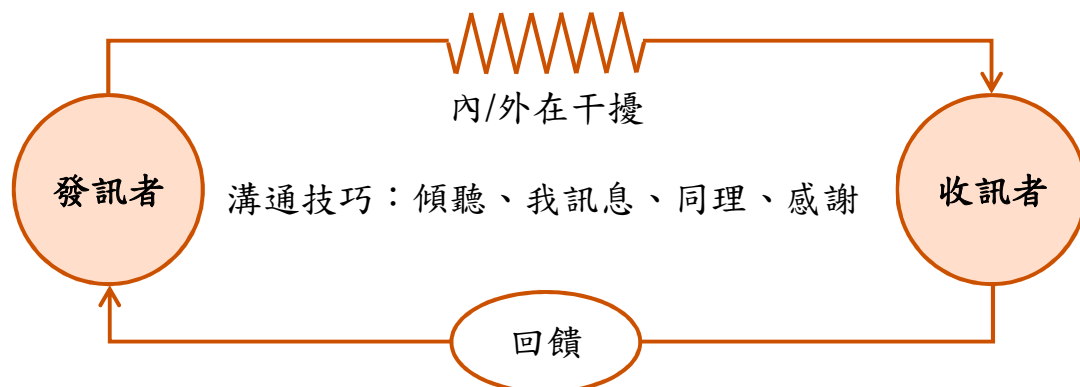 內/外在干擾
發訊者
溝通技巧：傾聽、我訊息、同理、感謝
收訊者
回饋